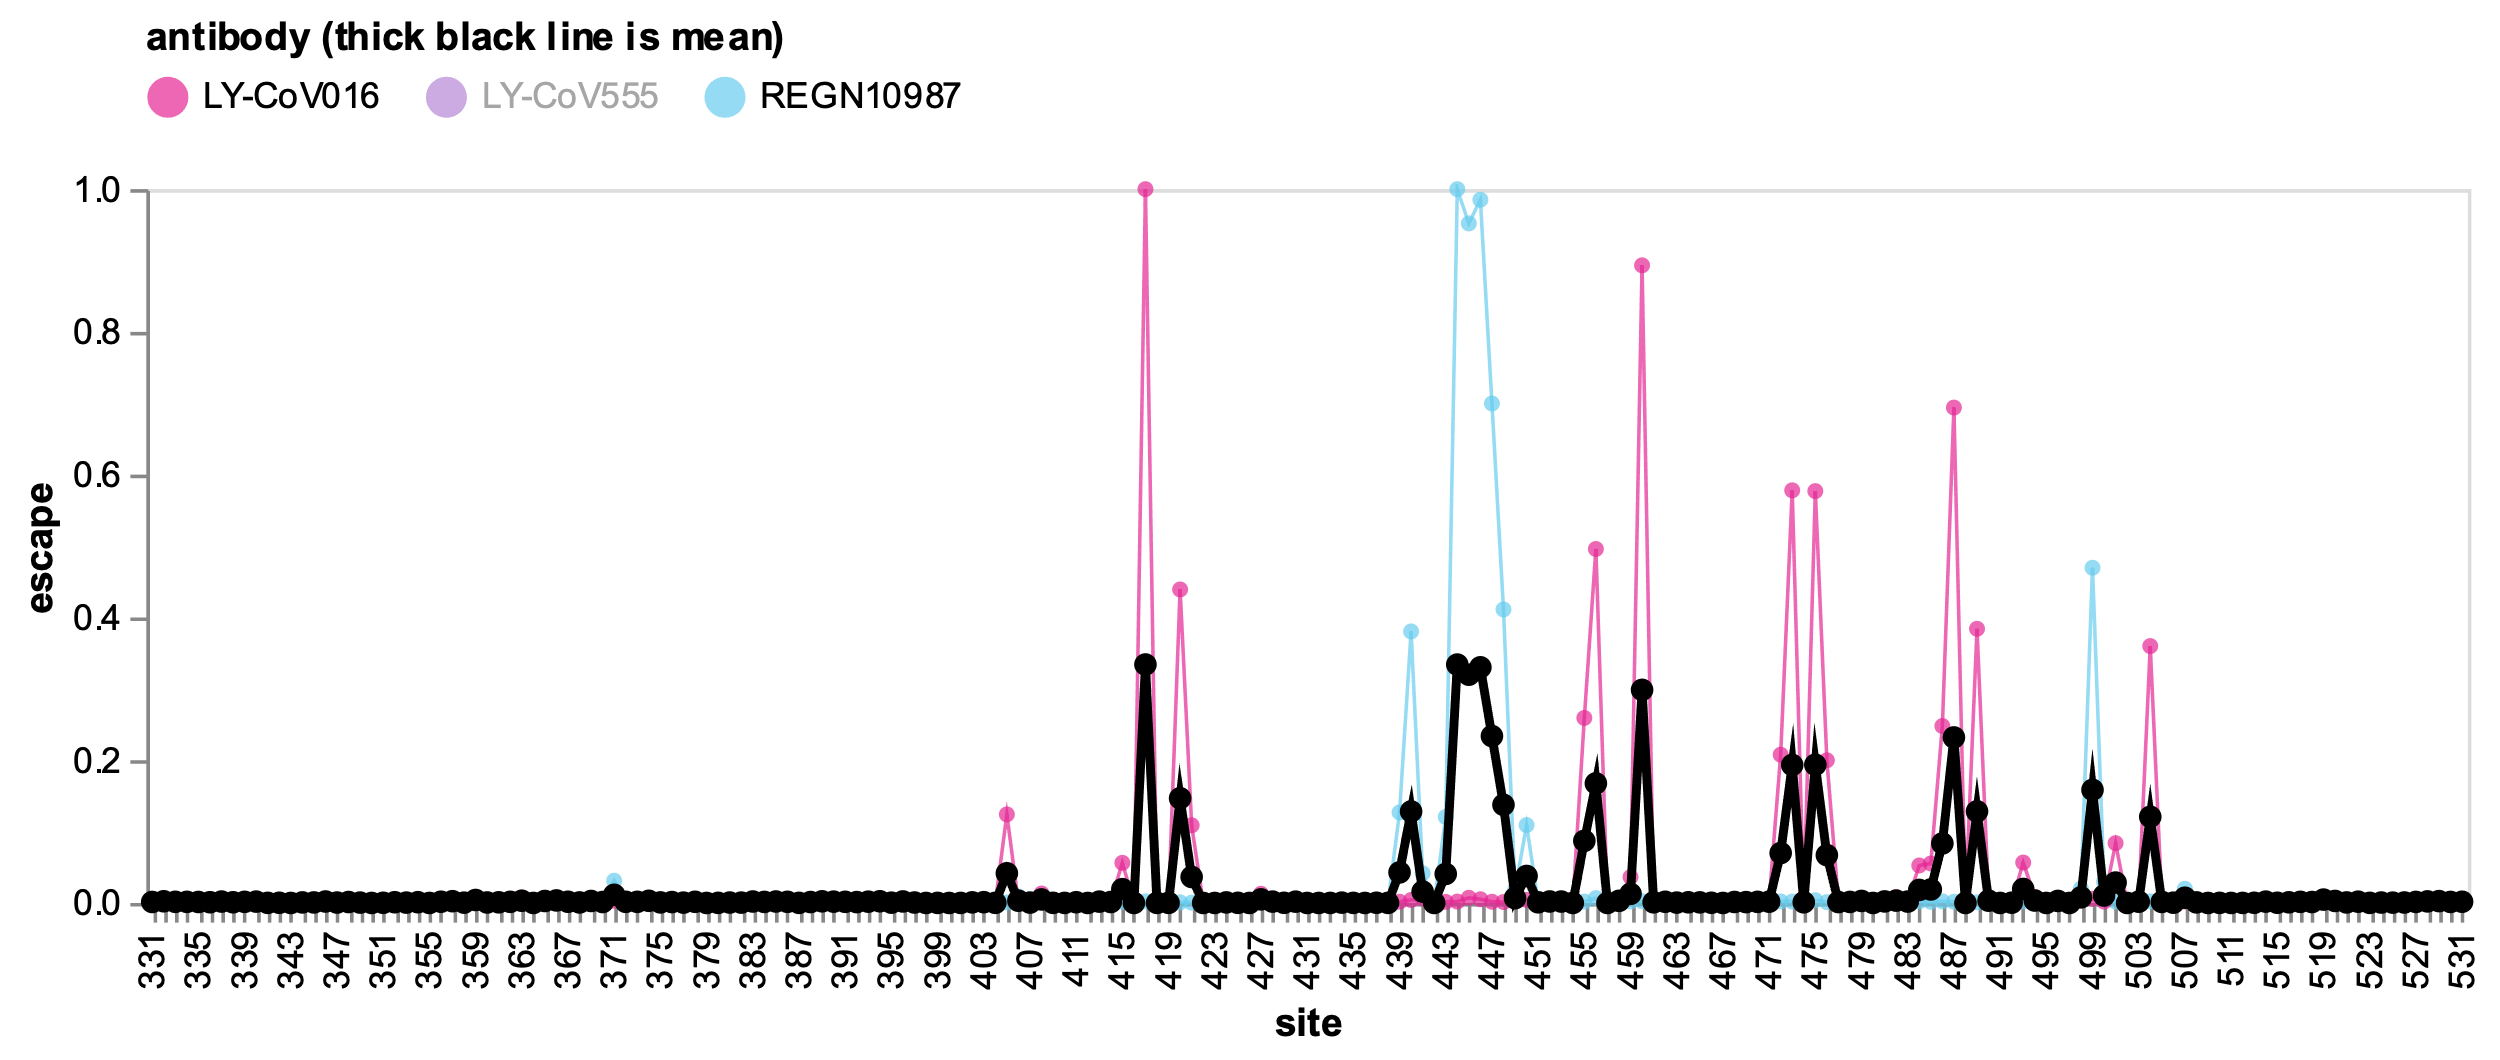 antibody (thick black line is mean)
LY-CoV016 LY-CoV555 REGN10987
1.0
0.8
0.6
0.4
0.2
0.0
escape
331 335 339 343 347 351 355 359 363 367 371 375 379 383 387 391 395 399 403 407 411 415 419 423 427 431 435 439 443 447 451 455 459 463 467 471 475 479 483 487 491 495 499 503 507 511 515 519 523 527 531
site